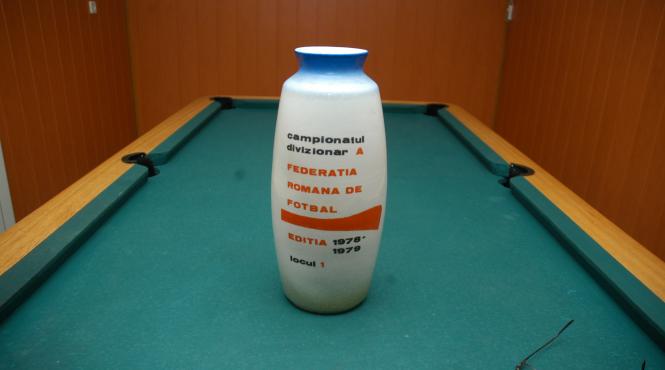 campionatul
divizionar A
FEDERATIA
ROMANA DE
FOTBAL
EDITIA 1978-
1979
locul 1